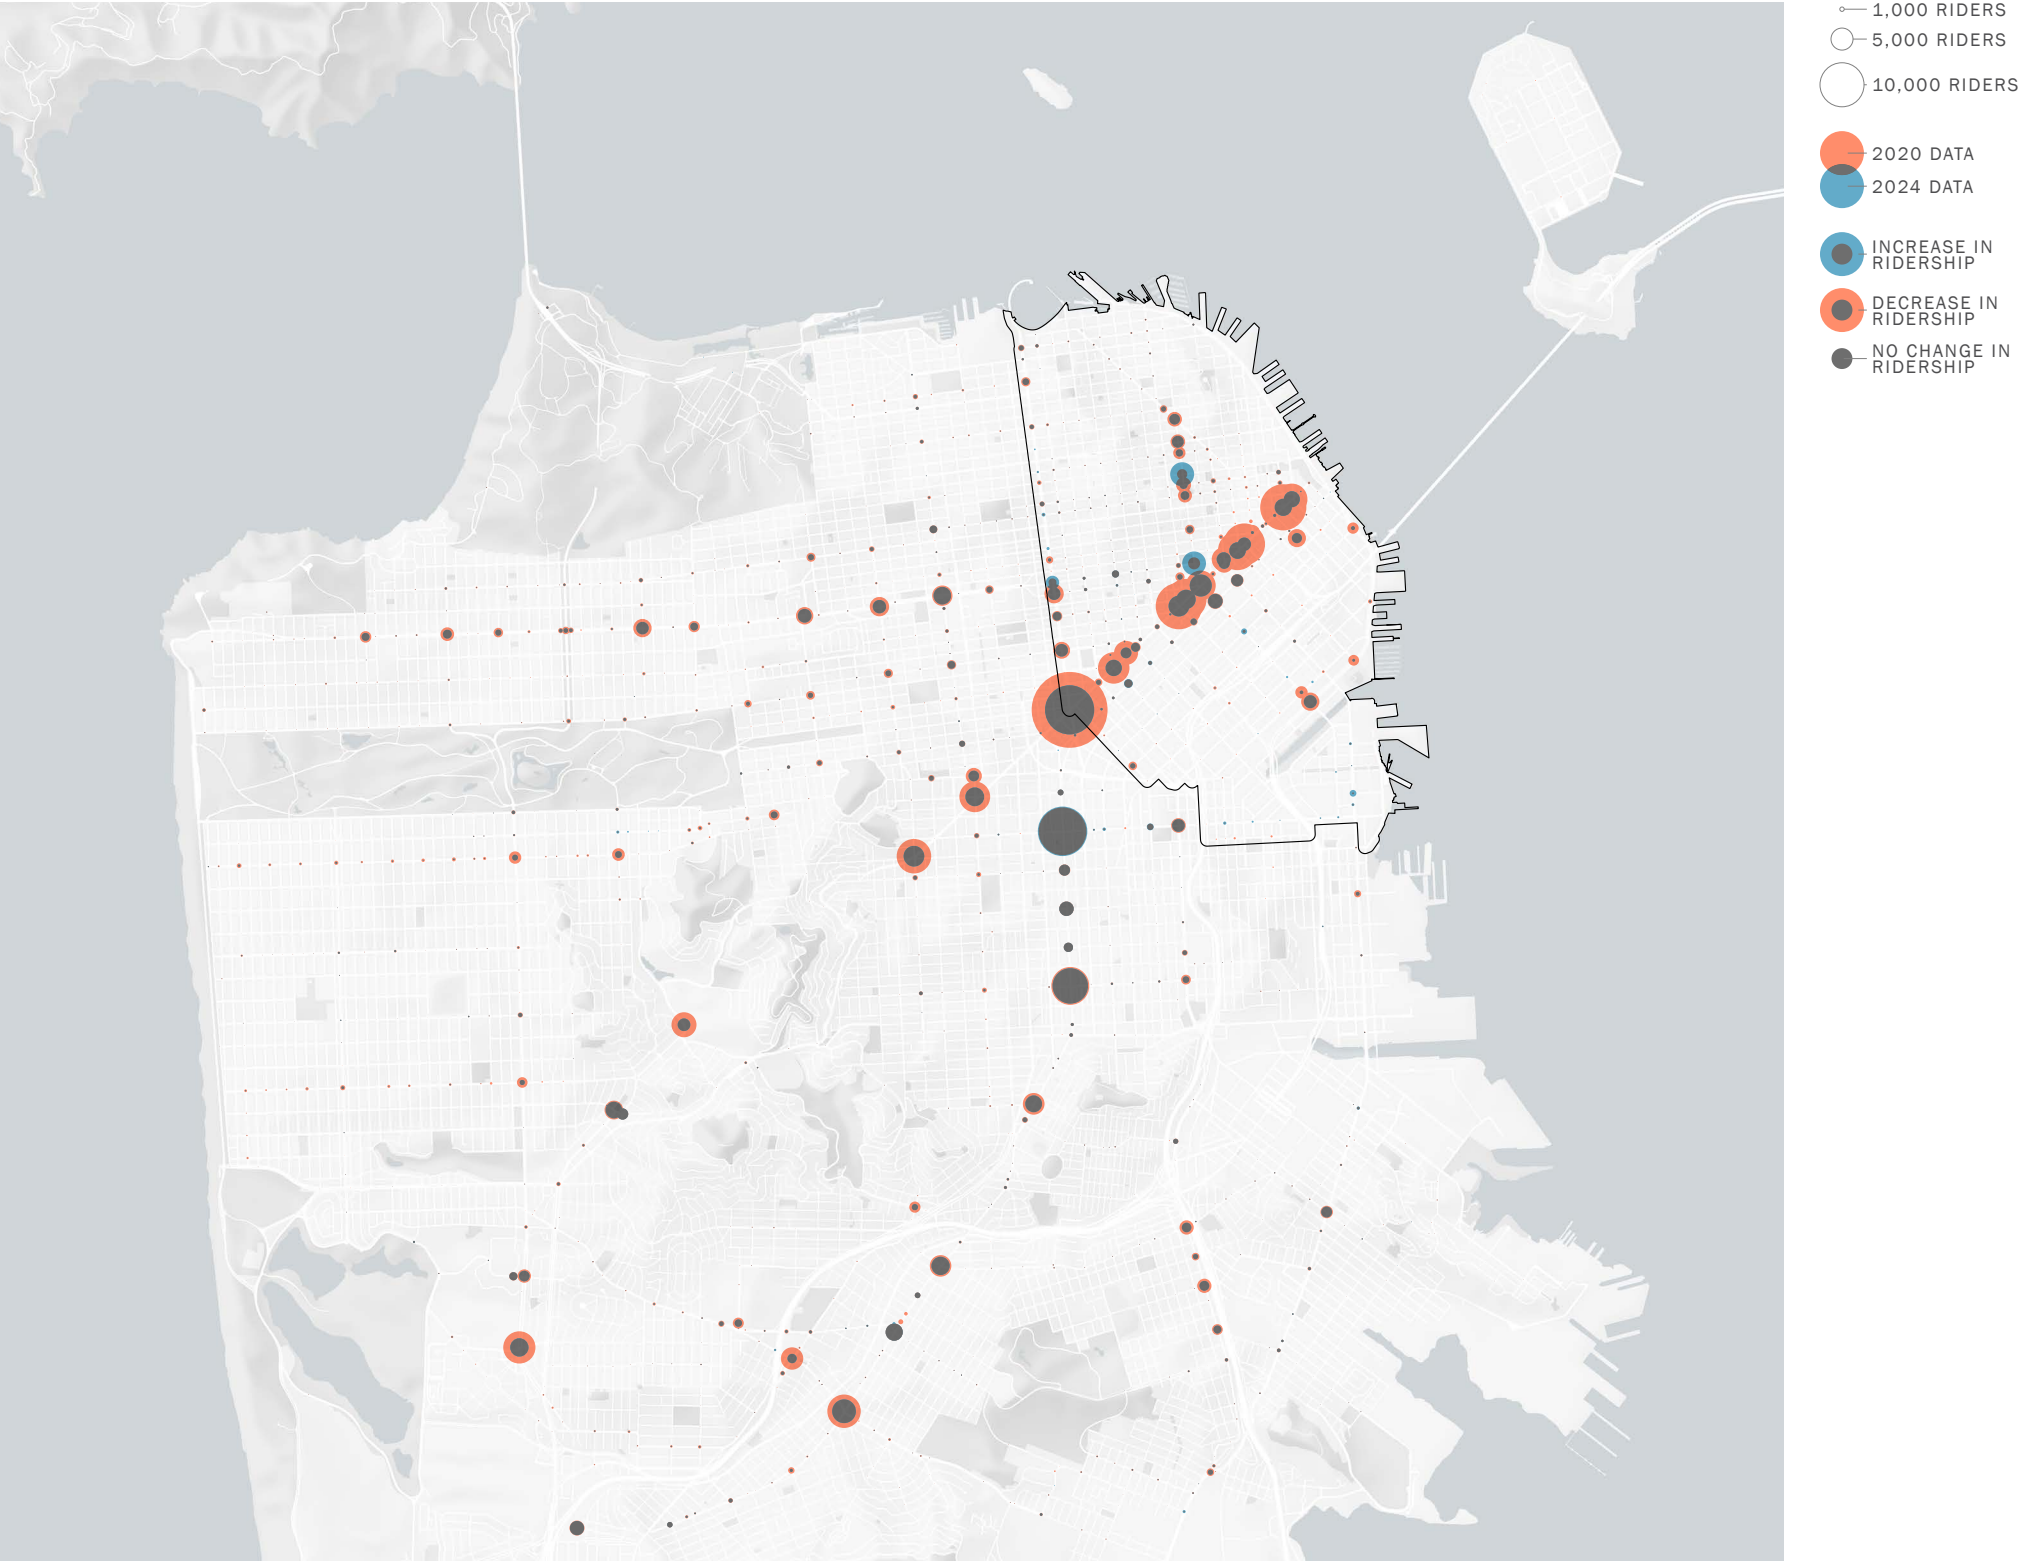 1,000 RIDERS
5,000 RIDERS
10,000 RIDERS
2020 DATA
2024 DATA
INCREASE IN
RIDERSHIP
DECREASE IN
RIDERSHIP
NO CHANGE IN
RIDERSHIP